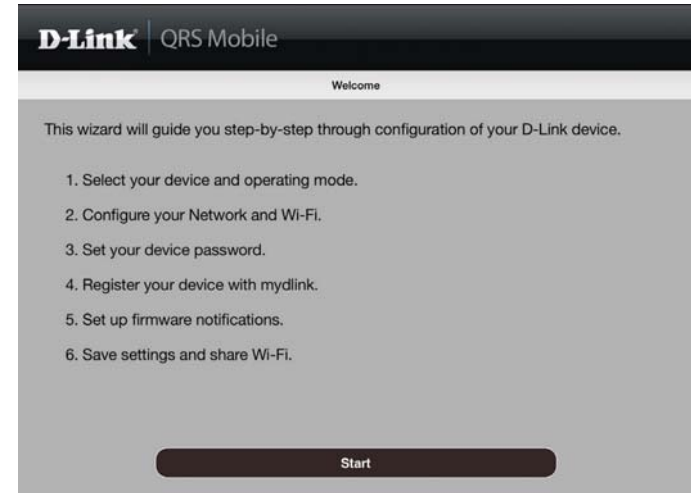 D-Link QRS Mobile
Welcome
This wizard will guide you step-by-step through configuration of your D-Link device.
1. Select your device and operating mode.
2. Configure your Network and Wi-Fi.
3. Set your device password.
4. Register your device with mydlink.
5. Set up firmware notifications.
6. Save settings and share Wi-Fi.
Start